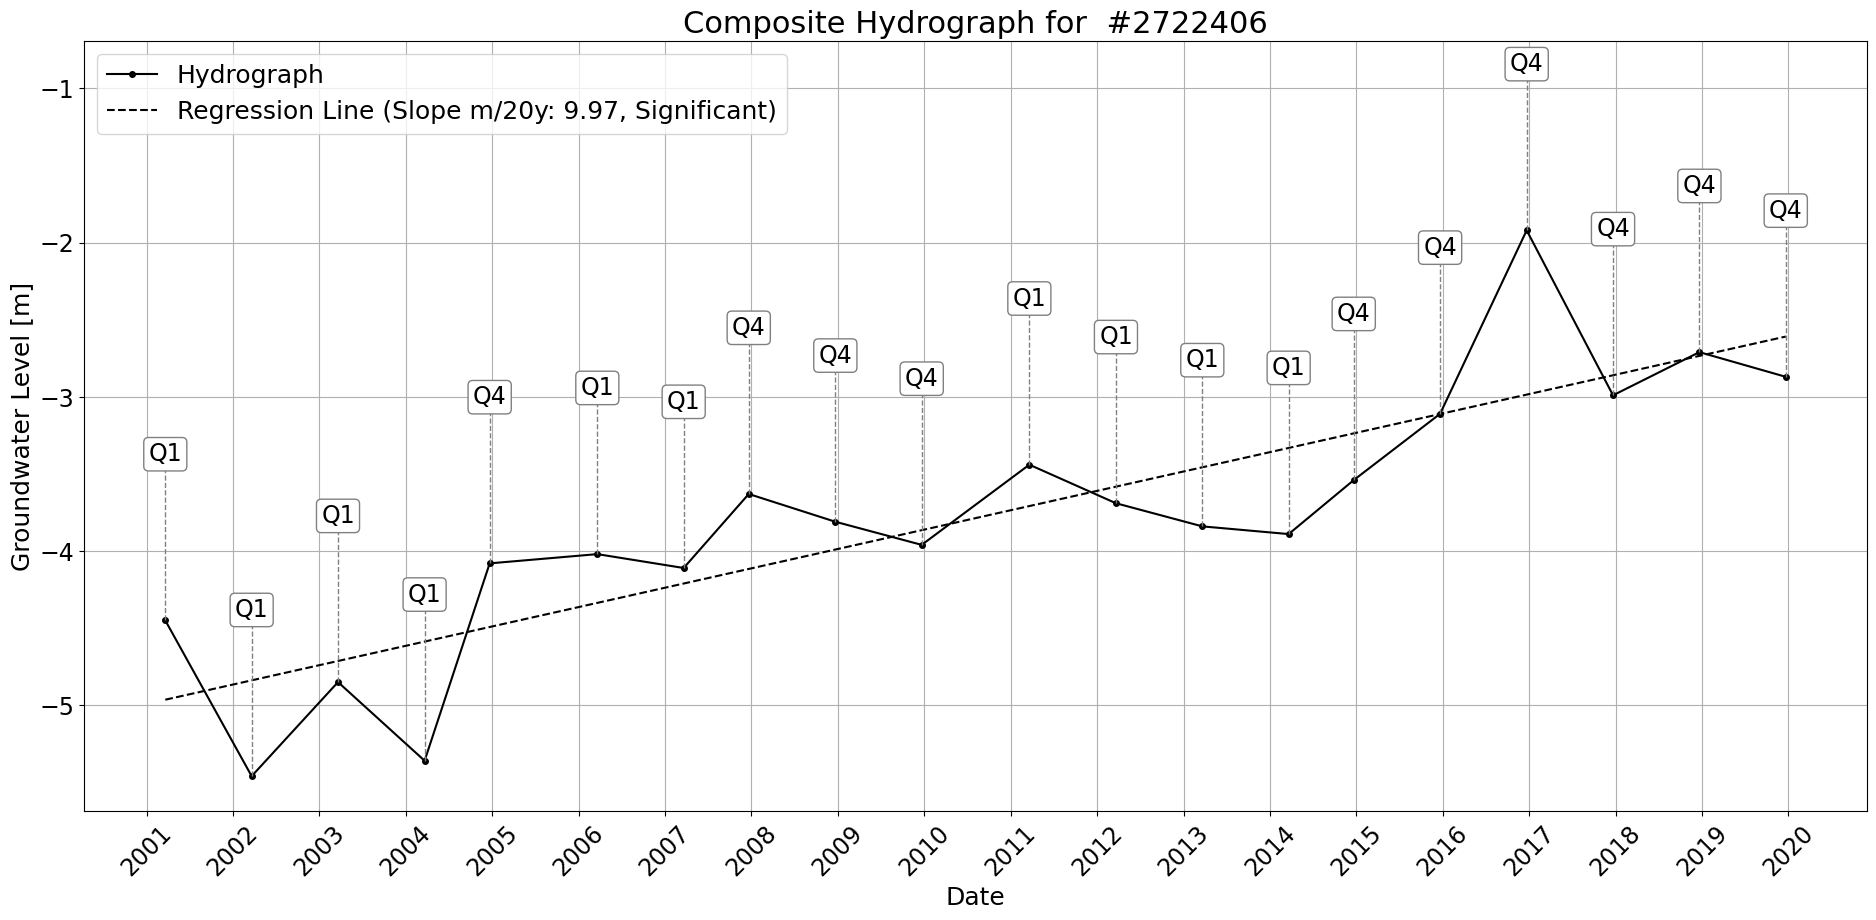 Composite Hydrograph for  #2722406
Hydrograph
Regression Line (Slope m/20y: 9.97, Significant)
Groundwater Level [m]
−1
−2
−3
−4
−5
Q1
Q1
Q1
Q1
Q4
Q1
Q1
Q4
Q4
Q4
Q1
Q1
Q1
Q1
Q4
Q4
Q4
Q4
Q4
Q4
2001
2002
2003
2004
2005
2006
2007
2008
2009
2010
2011
2012
2013
2014
2015
2016
2017
2018
2019
2020
Date